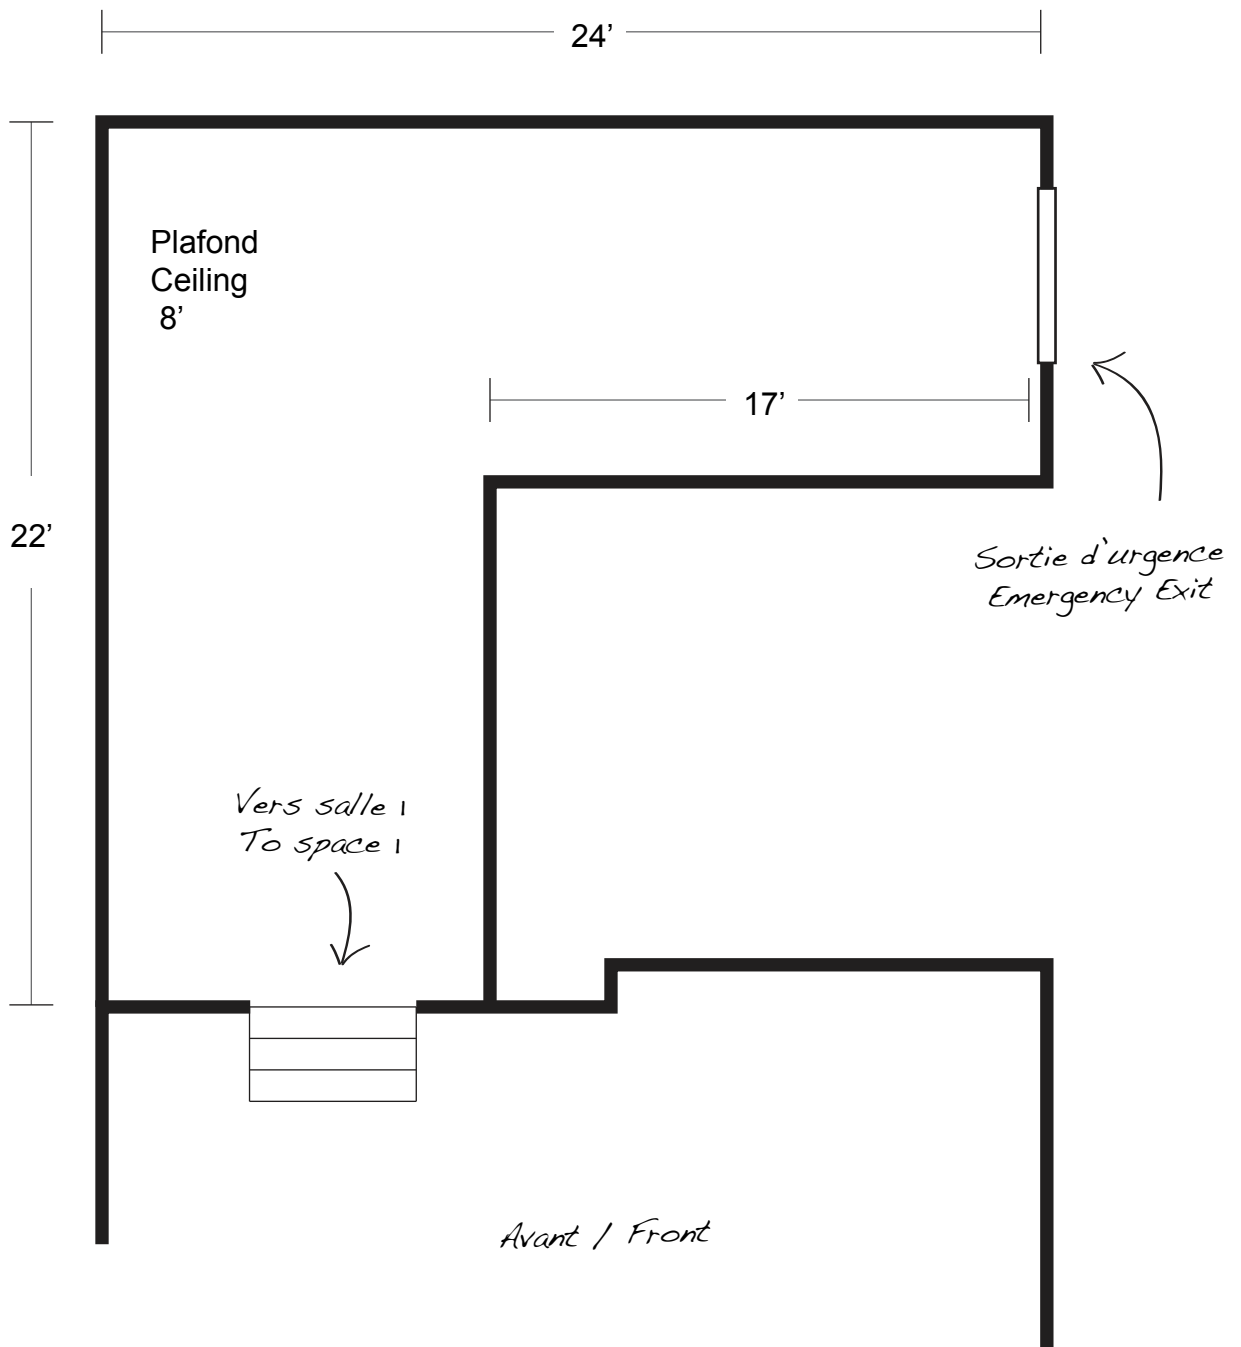 24’
Plafond
Ceiling
8’
17’
22’
Sortie d'urgence
Emergency Exit
Vers salle 1
To space 1
Avant / Front